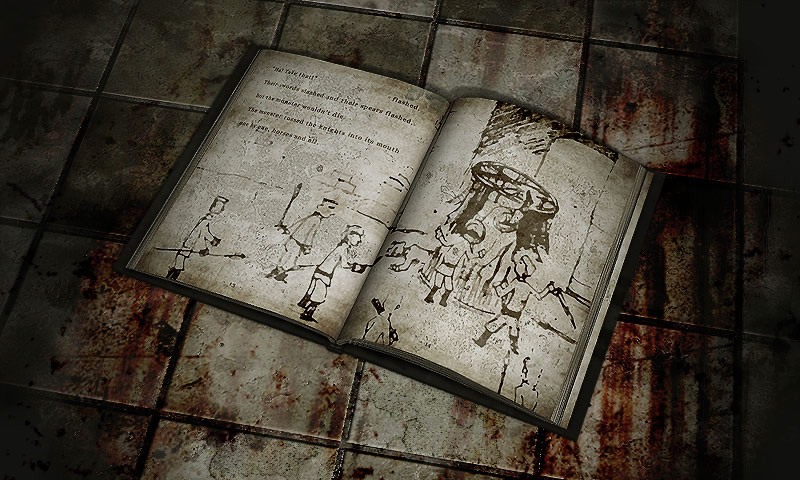 "Ha! Take that!"
Their swords slashed and their spears flashed,
but the monster wouldn't die.
The monster tossed the knights into its mouth
one by one, horses and all.